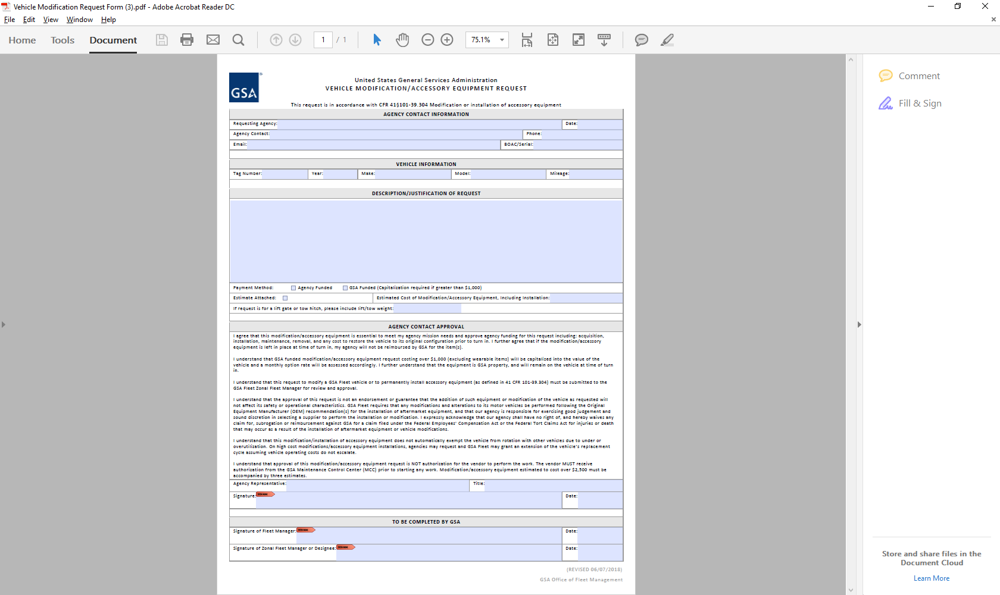 Vehicle Modification Request Form (3).pdf - Adobe Acrobat Reader DC
File Edit View Window Help
Home Tools Document 1 / 1 75.1%
GSA
United States General Services Administration
VEHICLE MODIFICATION/ACCESSORY EQUIPMENT REQUEST
This request is in accordance with CFR 41§101-39.304 Modification or installation of accessory equipment
AGENCY CONTACT INFORMATION
Requesting Agency: Date:
Agency Contact: Phone:
Email: BOAC/Serial:
VEHICLE INFORMATION
Tag Number: Year: Make: Model: Mileage:
DESCRIPTION/JUSTIFICATION OF REQUEST
Payment Method: Agency Funded GSA Funded (Capitalization required if greater than $1,000)
Estimate Attached: Estimated Cost of Modification/Accessory Equipment, Including Installation:
If request is for a lift gate or tow hitch, please include lift/tow weight:
AGENCY CONTACT APPROVAL
I agree that this modification/accessory equipment is essential to meet my agency mission needs and approve agency funding for this request including: acquisition,
installation, maintenance, removal, and any cost to restore the vehicle to its original configuration prior to turn in. I further agree that if the modification/accessory
equipment is left in place at time of turn in, my agency will not be reimbursed by GSA for the item(s).
I understand that GSA funded modification/accessory equipment request costing over $1,000 (excluding wearable items) will be capitalized into the value of the
vehicle and a monthly option rate will be assessed accordingly. I further understand that the equipment is GSA property, and will remain on the vehicle at time of turn
in.
I understand that this request to modify a GSA Fleet vehicle or to permanently install accessory equipment (as defined in 41 CFR 101-39.304) must be submitted to the
GSA Fleet Zonal Fleet Manager for review and approval.
I understand that the approval of this request is not an endorsement or guarantee that the addition of such equipment or modification of the vehicle as requested will
not affect its safety or operational characteristics. GSA Fleet requires that any modifications and alterations to its motor vehicles be performed following the Original
Equipment Manufacturer (OEM) recommendation(s) for the installation of aftermarket equipment, and that our agency is responsible for exercising good judgement and
sound discretion in selecting a supplier to perform the installation or modification. I expressly acknowledge that our agency shall have no right of, and hereby waives any
claim for, subrogation or reimbursement against GSA for a claim filed under the Federal Employees' Compensation Act or the Federal Tort Claims Act for injuries or death
that may occur as a result of the installation of aftermarket equipment or vehicle modifications.
I understand that this modification/installation of accessory equipment does not automatically exempt the vehicle from rotation with other vehicles due to under or
overutilization. On high cost modifications/accessory equipment installations, agencies may request and GSA Fleet may grant an extension of the vehicle's replacement
cycle assuming vehicle operating costs do not escalate.
I understand that approval of this modification/accessory equipment request is NOT authorization for the vendor to perform the work. The vendor MUST receive
authorization from the GSA Maintenance Control Center (MCC) prior to starting any work. Modification/accessory equipment estimated to cost over $2,500 must be
accompanied by three estimates.
Agency Representative: Title:
Signature: Date:
TO BE COMPLETED BY GSA
Signature of Fleet Manager: Date:
Signature of Zonal Fleet Manager or Designee: Date:
(REVISED 06/07/2018)
GSA Office of Fleet Management
Comment
Fill & Sign
Store and share files in the
Document Cloud
Learn More